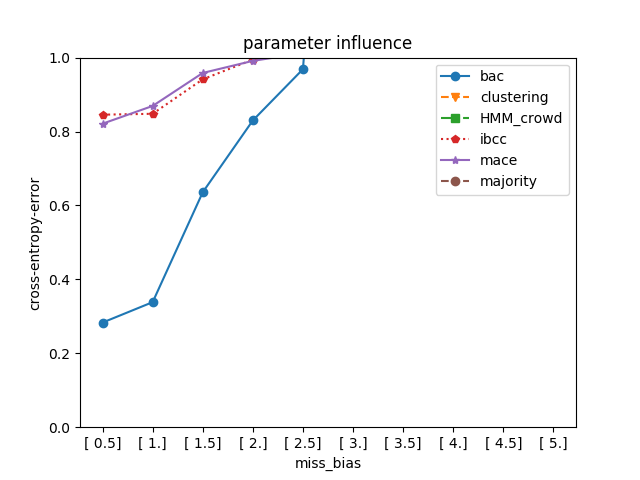 parameter influence
cross-entropy-error
1.0
0.8
0.6
0.4
0.2
0.0
bac
clustering
HMM_crowd
ibcc
mace
majority
[ 0.5] [ 1.] [ 1.5] [ 2.] [ 2.5] [ 3.] [ 3.5] [ 4.] [ 4.5] [ 5.]
miss_bias